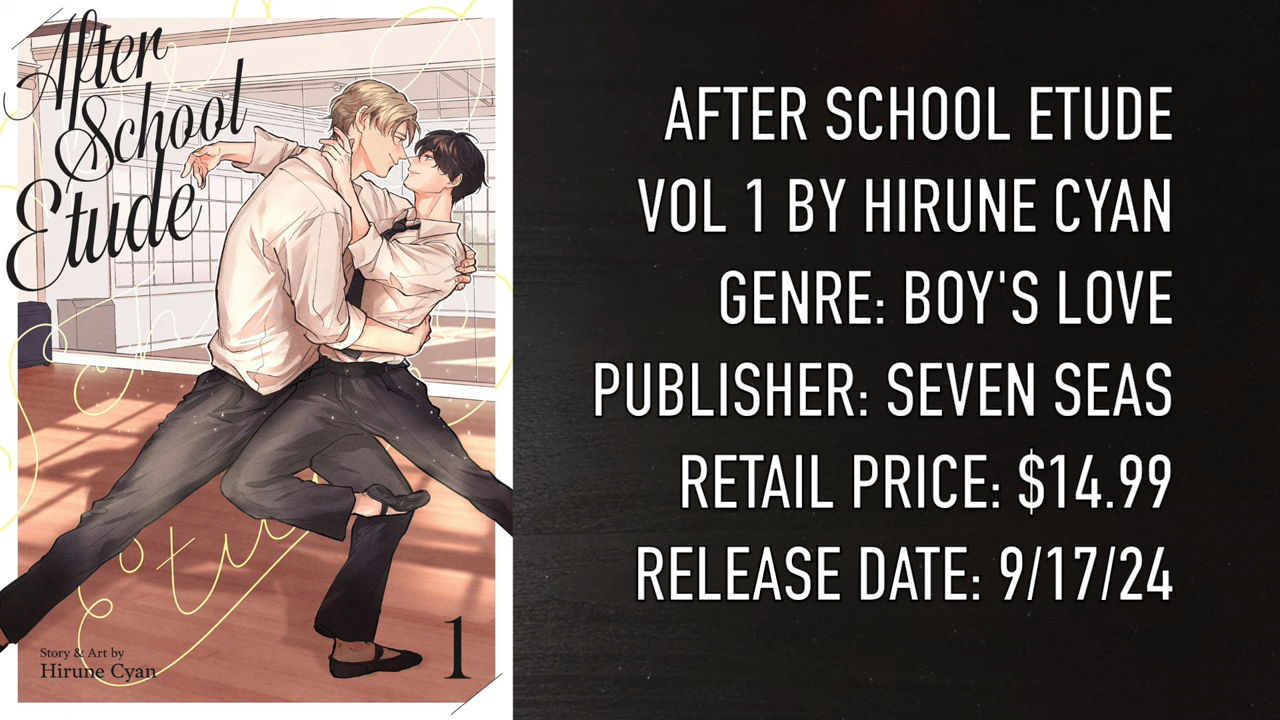 After
School
Etude
Story & Art by
Hirune Cyan
1
AFTER SCHOOL ETUDE
VOL 1 BY HIRUNE CYAN
GENRE: BOY'S LOVE
PUBLISHER: SEVEN SEAS
RETAIL PRICE: $14.99
RELEASE DATE: 9/17/24